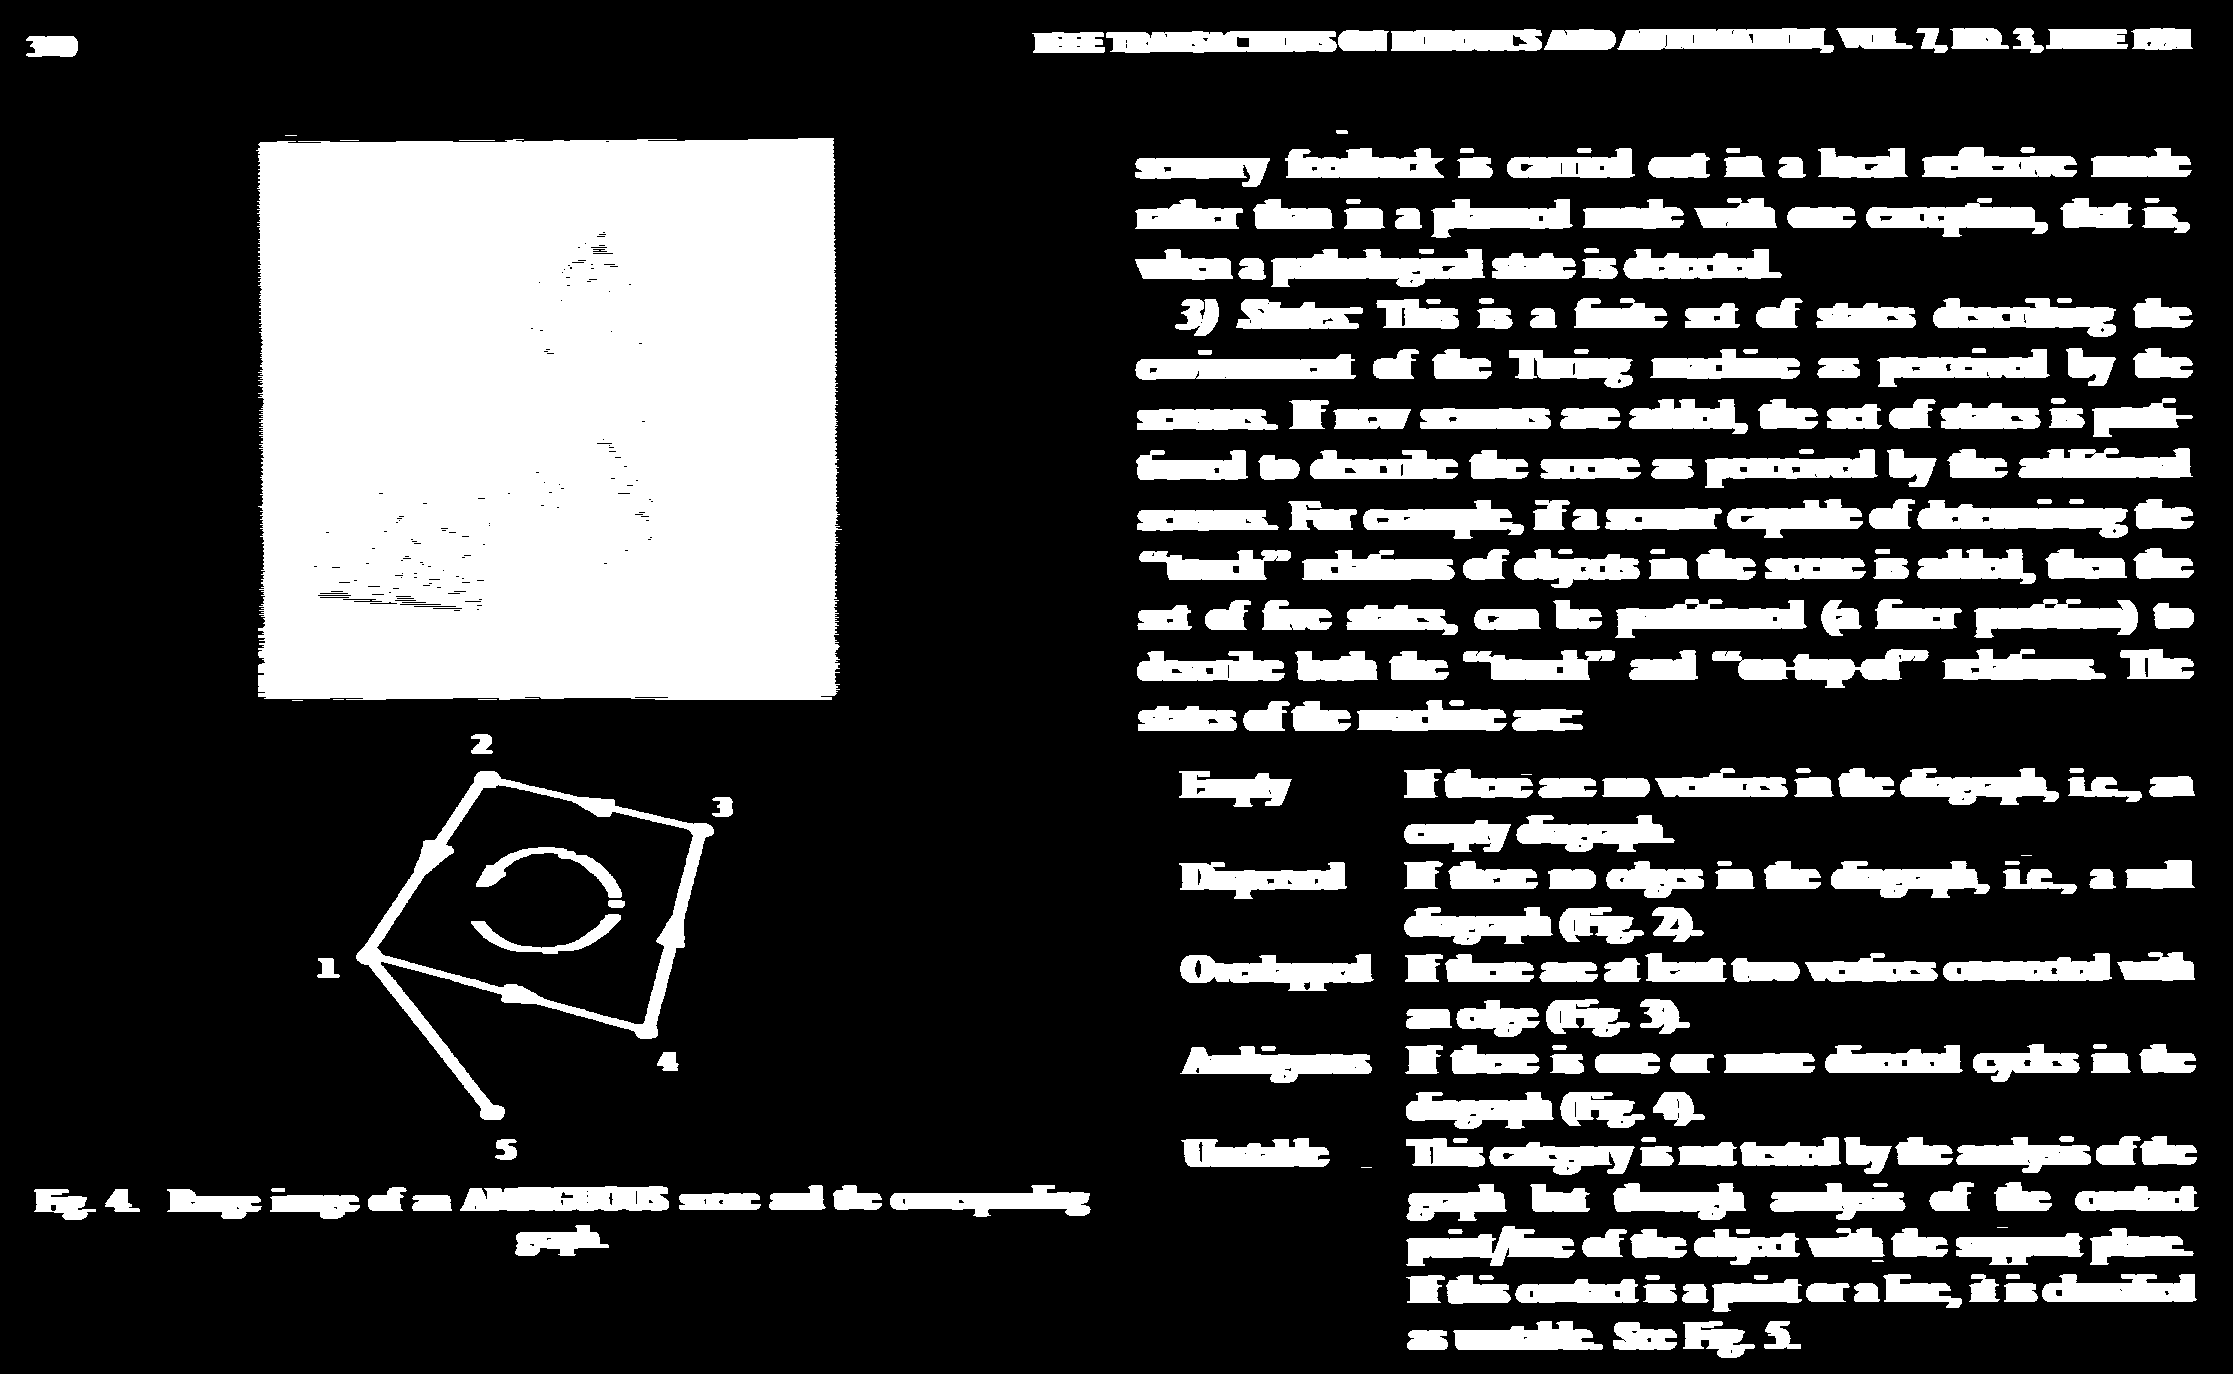 IEEE TRANSACTIONS ON ROBOTICS AND AUTOMATION, VOL. 7, NO. 3, JUNE 1991
2
3
1
4
5
Fig. 4. Range image of an AMBIGUOUS scene and the corresponding
graph.
sensory feedback is carried out in a local reflexive mode
rather than in a planned mode with one exception, that is,
when a pathological state is detected.
3) States: This is a finite set of states describing the
environment of the Turing machine as perceived by the
sensors. If new sensors are added, the set of states is parti-
tioned to describe the scene as perceived by the additional
sensors. For example, if a sensor capable of determining the
“touch” relations of objects in the scene is added, then the
set of five states, can be partitioned (a finer partition) to
describe both the “touch” and “on-top-of” relations. The
states of the machine are:
Empty If there are no vertices in the diagraph, i.e., an
empty diagraph.
Dispersed If there no edges in the diagraph, i.e., a null
diagraph (Fig. 2).
Overlapped If there are at least two vertices connected with
an edge (Fig. 3).
Ambiguous If there is one or more directed cycles in the
diagraph (Fig. 4).
Unstable This category is not tested by the analysis of the
graph but through analysis of the contact
point/line of the object with the support plane.
If this contact is a point or a line, it is classified
as unstable. See Fig. 5.